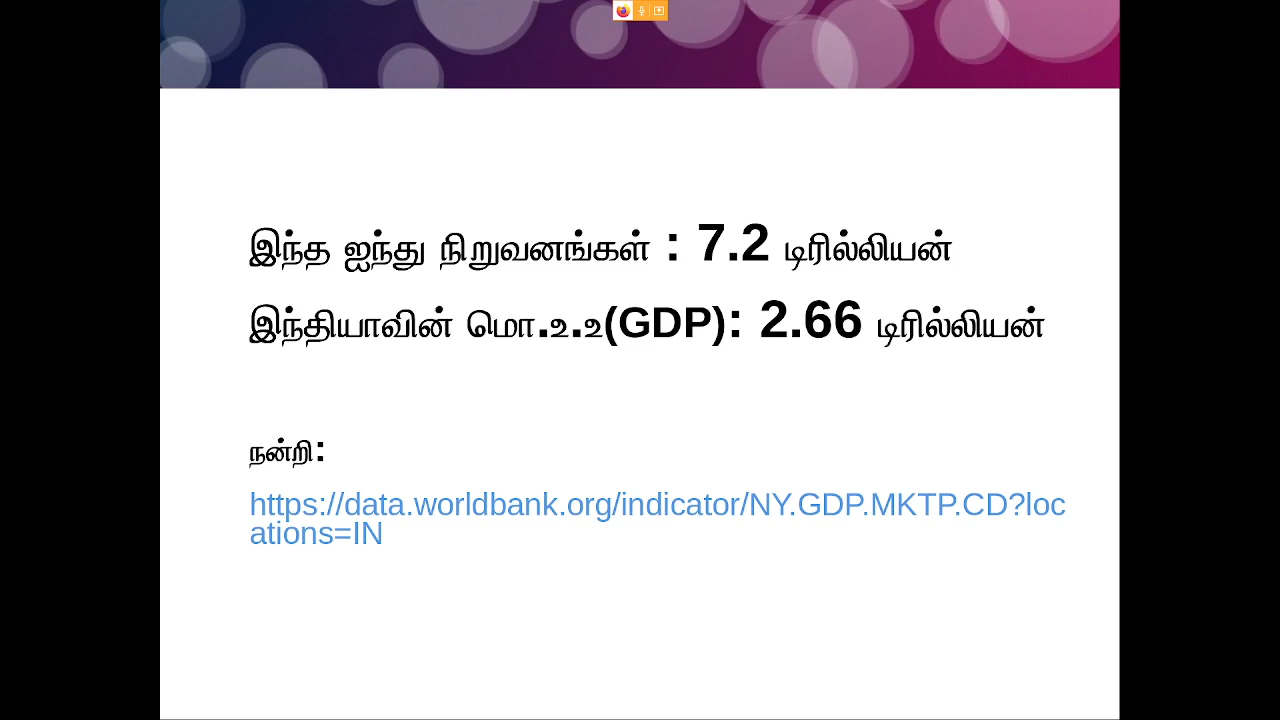 இந்த ஐந்து நிறுவனங்கள் : 7.2 டிரில்லியன்
இந்தியாவின் மொ.உ.உ(GDP): 2.66 டிரில்லியன்
நன்றி:
https://data.worldbank.org/indicator/NY.GDP.MKTP.CD?loc
ations=IN